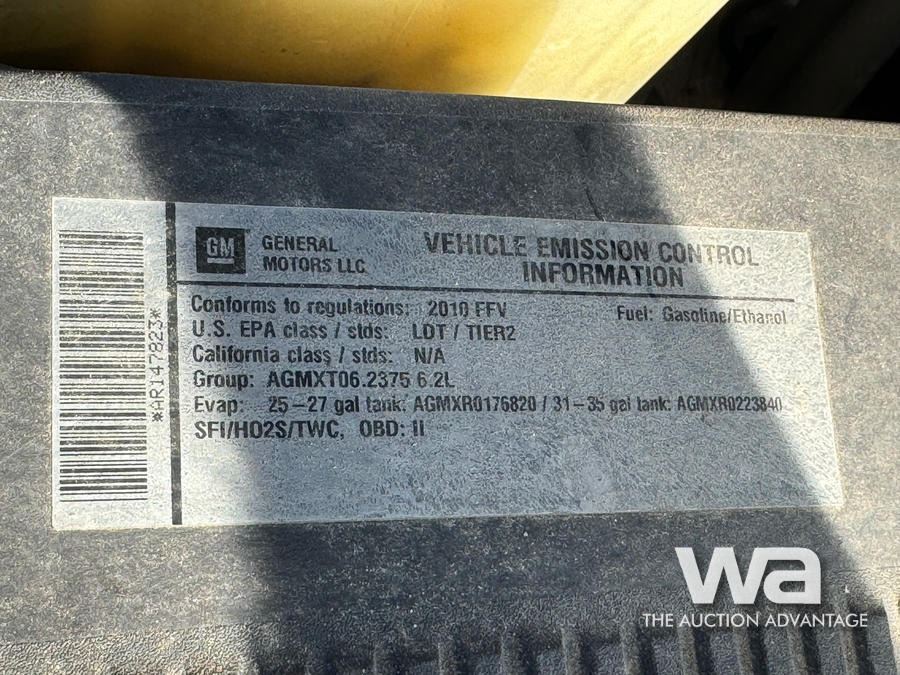 *AR147823*
GM
GENERAL
MOTORS LLC
VEHICLE EMISSION CONTROL
INFORMATION
Conforms to regulations: 2010 FFV
Fuel: Gasoline/Ethanol
U.S. EPA class / stds: LDT / TIER2
California class / stds: N/A
Group: AGMXT06.2375 6.2L
Evap: 25-27 gal tank: AGMXR0176820 / 31-35 gal tank: AGMXR0223840
SFI/HO2S/TWC, OBD: II
wa
THE AUCTION ADVANTAGE